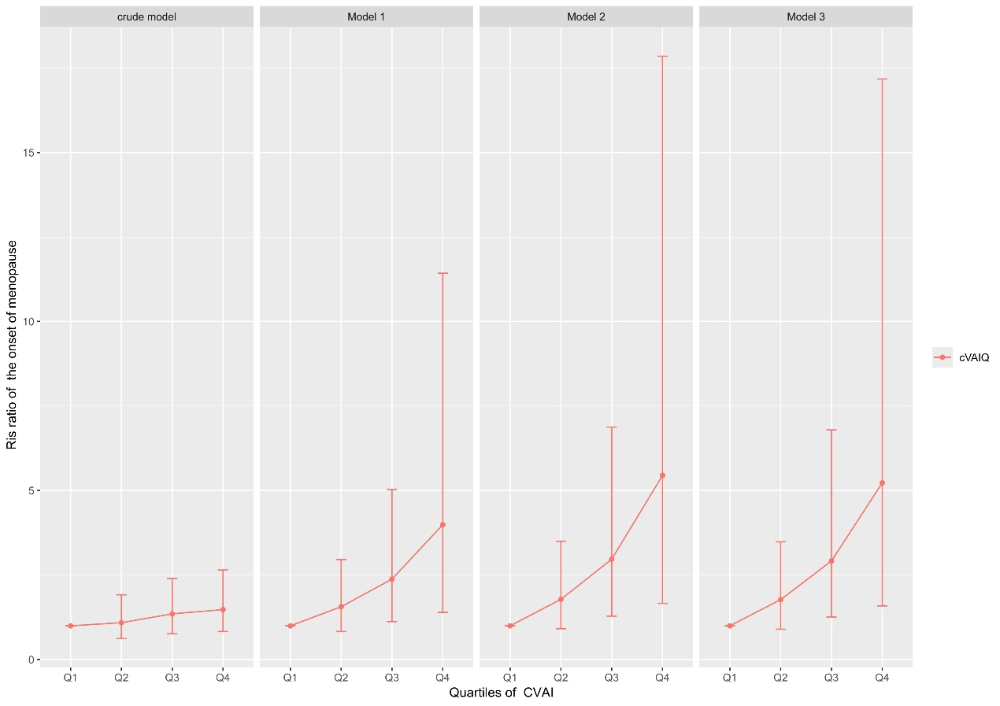 crude model Model 1 Model 2 Model 3
Ris ratio of  the onset of menopause
15
10
5
0
cVAIQ
Q1 Q2 Q3 Q4 Q1 Q2 Q3 Q4 Q1 Q2 Q3 Q4 Q1 Q2 Q3 Q4
Quartiles of  CVAI